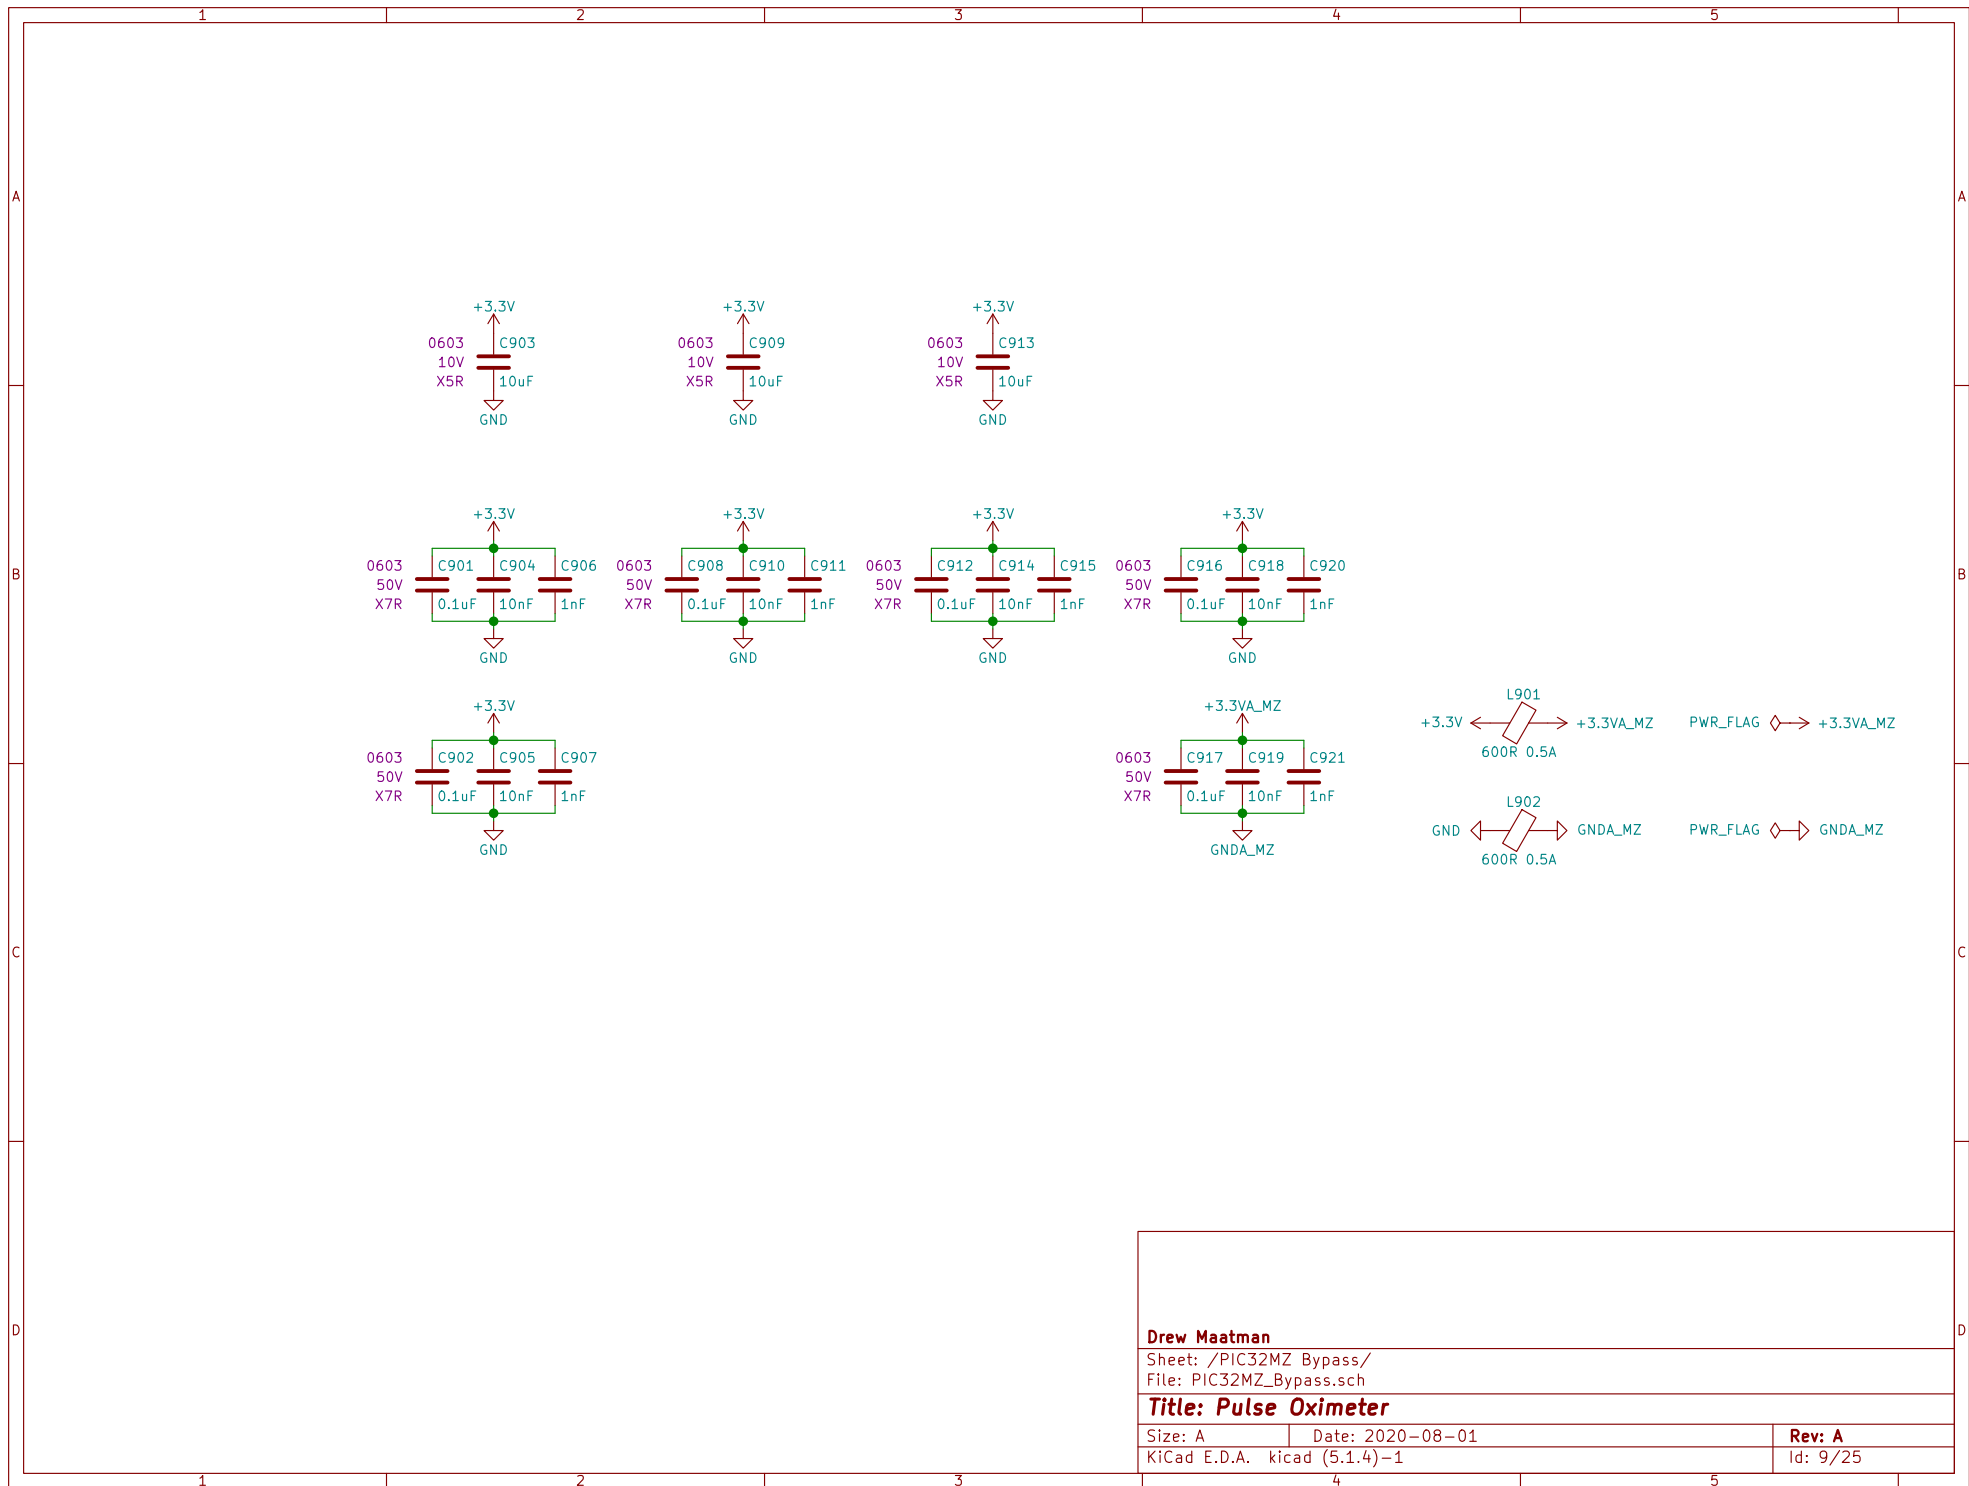 1 2 3 4 5
A A
+3.3V +3.3V +3.3V
0603 C903 0603 C909 0603 C913
10V 10V 10V
X5R 10uF X5R 10uF X5R 10uF
GND GND GND
+3.3V +3.3V +3.3V +3.3V
0603 C901 C904 C906 0603 C908 C910 C911 0603 C912 C914 C915 0603 C916 C918 C920
B 50V 50V 50V 50V B
X7R 0.1uF 10nF 1nF X7R 0.1uF 10nF 1nF X7R 0.1uF 10nF 1nF X7R 0.1uF 10nF 1nF
GND GND GND GND
L901
+3.3V +3.3VA_MZ
+3.3V +3.3VA_MZ PWR_FLAG +3.3VA_MZ
600R 0.5A
0603 C902 C905 C907 0603 C917 C919 C921
50V 50V
X7R 0.1uF 10nF 1nF X7R 0.1uF 10nF 1nF
L902
GND GNDA_MZ PWR_FLAG GNDA_MZ
GND GNDA_MZ
600R 0.5A
C C
D D
Drew Maatman
Sheet: /PIC32MZ Bypass/
File: PIC32MZ_Bypass.sch
Title: Pulse Oximeter
Size: A Date: 2020-08-01 Rev: A
KiCad E.D.A. kicad (5.1.4)-1 Id: 9/25
1 2 3 4 5